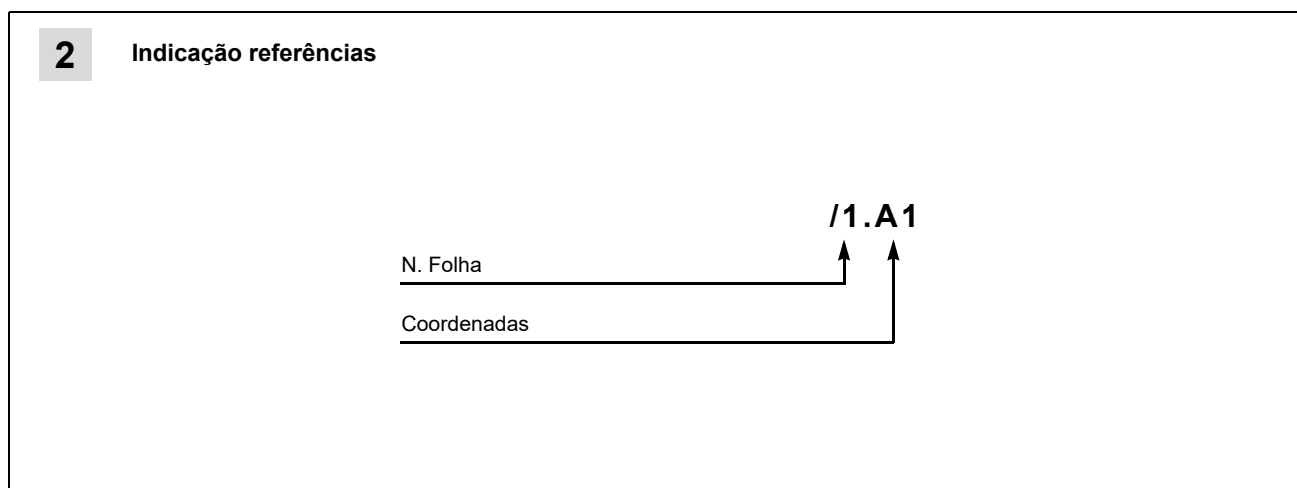 2 Indicação referências
/1.A1
N. Folha
Coordenadas